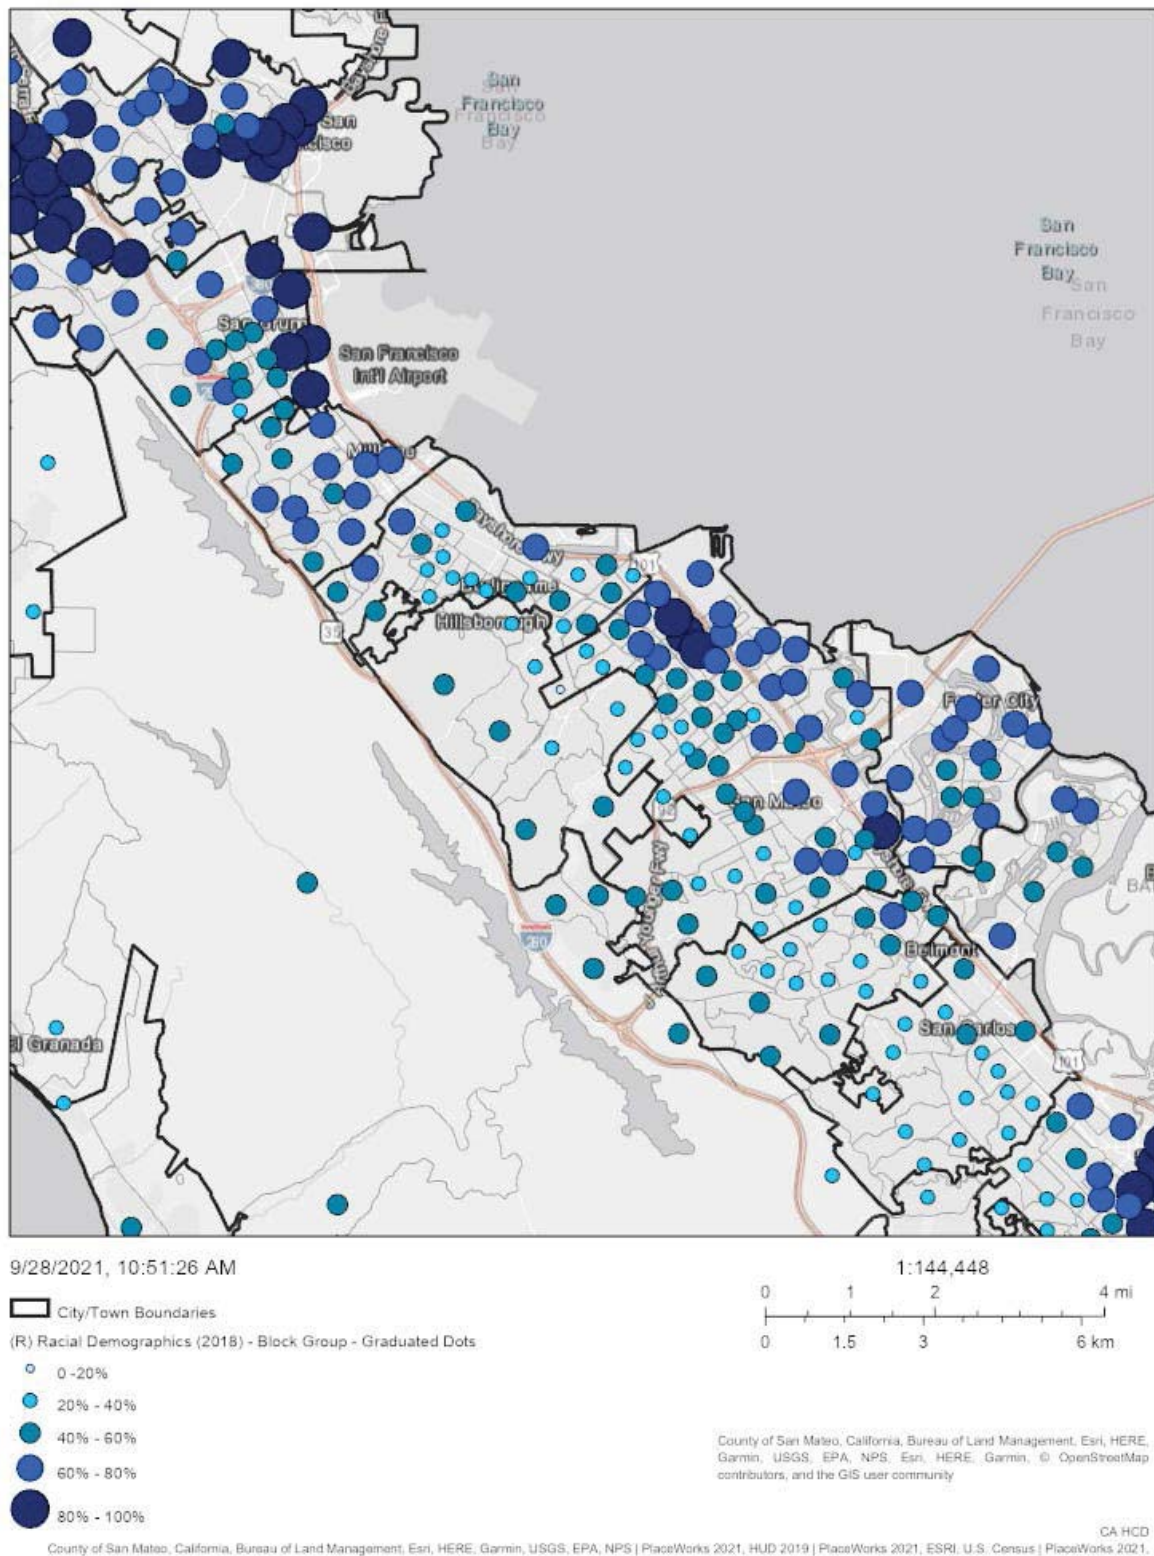 San
Francisco
Bay
San
Francisco
Bay
San
San
Francisco
Bay
San
Francisco
Bay
San Francisco
Int'l Airport
101
Hillsborough
35
Foster City
San Mateo
92
280
Belmont
El Granada
San Carlos
101
9/28/2021, 10:51:26 AM
1:144,448
0 1 2 4 mi
0 1.5 3 6 km
City/Town Boundaries
(R) Racial Demographics (2018) - Block Group - Graduated Dots
0 -20%
20% - 40%
40% - 60%
60% - 80%
80% - 100%
County of San Mateo, California, Bureau of Land Management, Esri, HERE,
Garmin, USGS, EPA, NPS, Esri, HERE, Garmin, © OpenStreetMap
contributors, and the GIS user community
CA HCD
County of San Mateo, California, Bureau of Land Management, Esri, HERE, Garmin, USGS, EPA, NPS | PlaceWorks 2021, HUD 2019 | PlaceWorks 2021, ESRI, U.S. Census | PlaceWorks 2021,